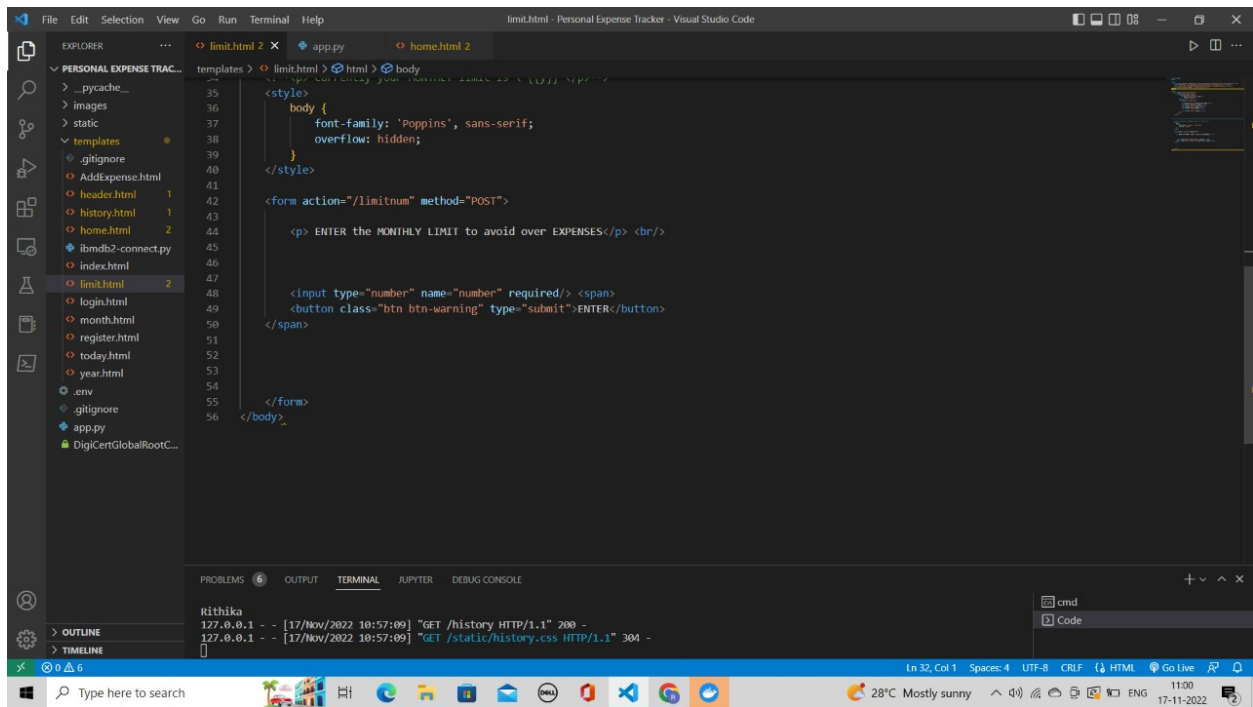 File Edit Selection View Go Run Terminal Help limit.html - Personal Expense Tracker - Visual Studio Code
EXPLORER ...
limit.html 2 app.py home.html 2
PERSONAL EXPENSE TRAC...
templates > limit.html > html > body
__pycache__
images
static
templates
.gitignore
AddExpense.html
header.html 1
history.html 1
home.html 2
ibmdb2-connect.py
index.html
limit.html 2
login.html
month.html
register.html
today.html
year.html
.env
.gitignore
app.py
DigiCertGlobalRootC...
OUTLINE
TIMELINE
35 <style>
36 body {
37 font-family: 'Poppins', sans-serif;
38 overflow: hidden;
39 }
40 </style>
41
42 <form action="/limitnum" method="POST">
43
44 <p> ENTER the MONTHLY LIMIT to avoid over EXPENSES</p> <br/>
45
46
47
48 <input type="number" name="number" required/> <span>
49 <button class="btn btn-warning" type="submit">ENTER</button>
50 </span>
51
52
53
54
55 </form>
56 </body>
PROBLEMS 6 OUTPUT TERMINAL JUPYTER DEBUG CONSOLE
Rithika
127.0.0.1 - - [17/Nov/2022 10:57:09] "GET /history HTTP/1.1" 200 -
127.0.0.1 - - [17/Nov/2022 10:57:09] "GET /static/history.css HTTP/1.1" 304 -
cmd
Code
0 6 Ln 32, Col 1 Spaces: 4 UTF-8 CRLF HTML Go Live
Type here to search DELL 28°C Mostly sunny ENG 11:00
17-11-2022 2